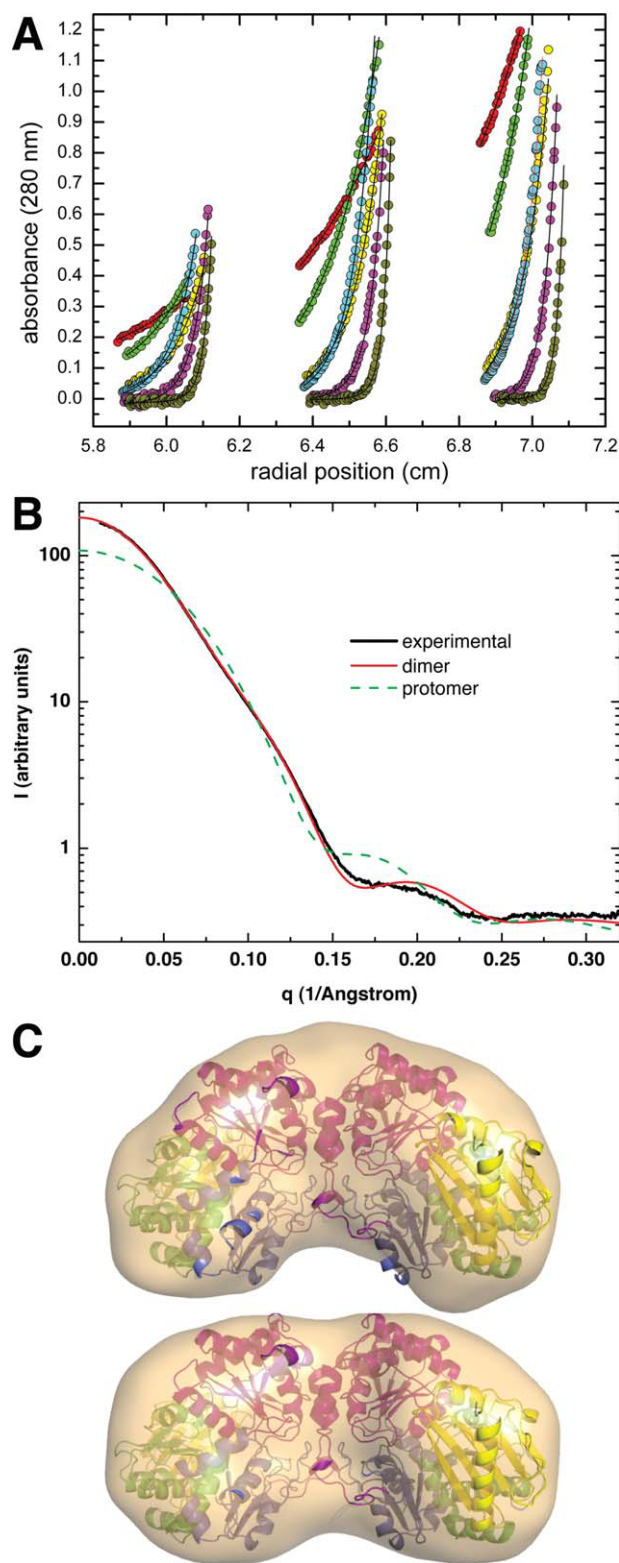 A
absorbance (280 nm)
1.2
1.1
1.0
0.9
0.8
0.7
0.6
0.5
0.4
0.3
0.2
0.1
0.0
5.8 6.0 6.2 6.4 6.6 6.8 7.0 7.2
radial position (cm)
B
I (arbitrary units)
100
10
1
experimental
dimer
protomer
0.00 0.05 0.10 0.15 0.20 0.25 0.30
q (1/Angstrom)
C